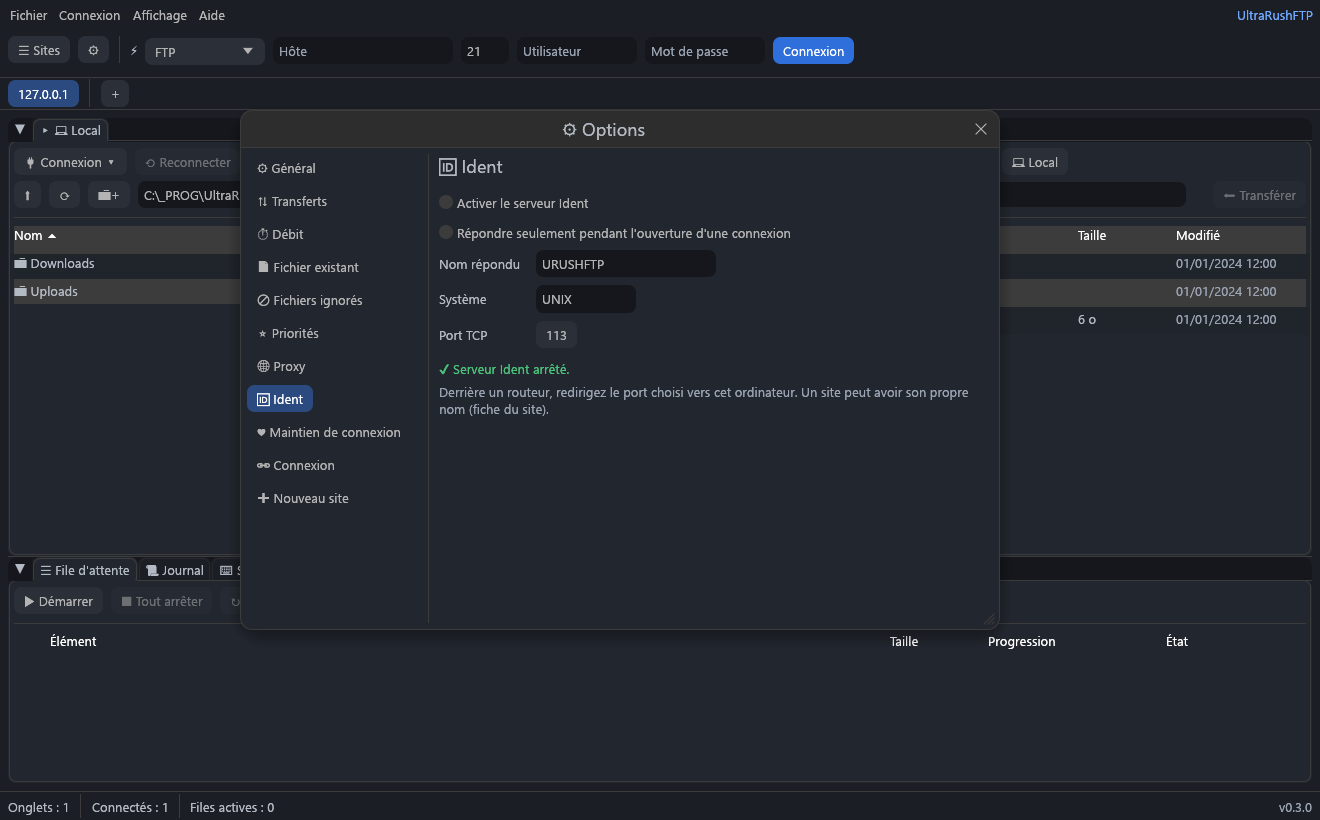 Fichier Connexion Affichage Aide UltraRushFTP
Sites FTP Hôte 21 Utilisateur Mot de passe Connexion
127.0.0.1 +
Local
Options
Connexion Reconnecter
Local
C:\_PROG\UltraR
Transférer
Nom Taille Modifié
Downloads 01/01/2024 12:00
Uploads 01/01/2024 12:00
6 o 01/01/2024 12:00
Général
Transferts
Débit
Fichier existant
Fichiers ignorés
Priorités
Proxy
Ident
Maintien de connexion
Connexion
Nouveau site
Ident
Activer le serveur Ident
Répondre seulement pendant l'ouverture d'une connexion
Nom répondu URUSHFTP
Système UNIX
Port TCP 113
Serveur Ident arrêté.
Derrière un routeur, redirigez le port choisi vers cet ordinateur. Un site peut avoir son propre
nom (fiche du site).
File d'attente Journal
Démarrer Tout arrêter
Élément Taille Progression État
Onglets : 1 Connectés : 1 Files actives : 0 v0.3.0